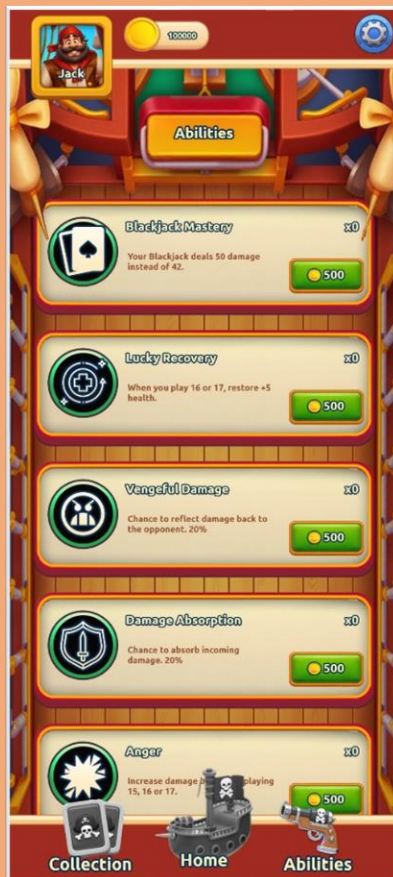 Jack
100000
Abilities
Blackjack Mastery
x0
Your Blackjack deals 50 damage
instead of 42.
500
Lucky Recovery
x0
When you play 16 or 17, restore +5
health.
500
Vengeful Damage
x0
Chance to reflect damage back to
the opponent. 20%
500
Damage Absorption
x0
Chance to absorb incoming
damage. 20%
500
Anger
x0
Increase damage playing
15, 16 or 17.
500
Collection
Home
Abilities